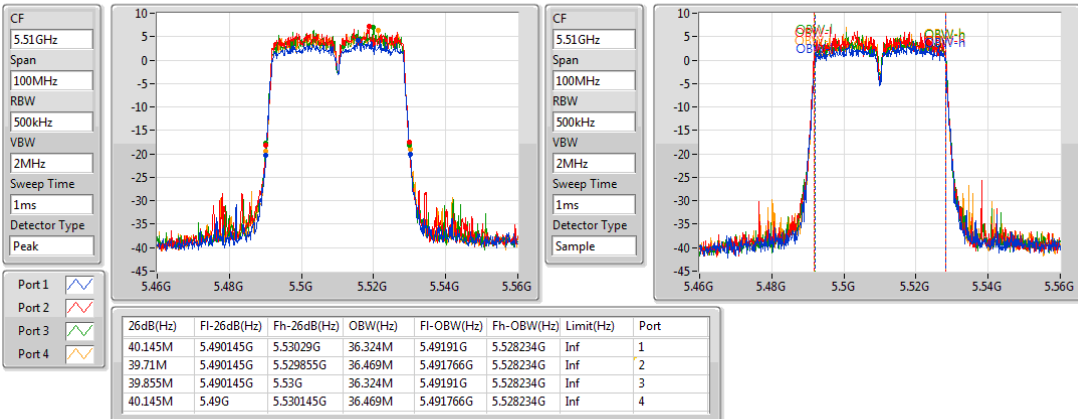 CF
5.51GHz
Span
100MHz
RBW
500kHz
VBW
2MHz
Sweep Time
1ms
Detector Type
Peak
10
5
0
-5
-10
-15
-20
-25
-30
-35
-40
-45
5.46G 5.48G 5.5G 5.52G 5.54G 5.56G
CF
5.51GHz
Span
100MHz
RBW
500kHz
VBW
2MHz
Sweep Time
1ms
Detector Type
Sample
10
5
0
-5
-10
-15
-20
-25
-30
-35
-40
-45
OBW-h
OBW-h
5.46G 5.48G 5.5G 5.52G 5.54G 5.56G
Port 1
Port 2
Port 3
Port 4
26dB(Hz) Fl-26dB(Hz) Fh-26dB(Hz) OBW(Hz) Fl-OBW(Hz) Fh-OBW(Hz) Limit(Hz) Port
40.145M 5.490145G 5.53029G 36.324M 5.49191G 5.528234G Inf 1
39.71M 5.490145G 5.529855G 36.469M 5.491766G 5.528234G Inf 2
39.855M 5.490145G 5.53G 36.324M 5.49191G 5.528234G Inf 3
40.145M 5.49G 5.530145G 36.469M 5.491766G 5.528234G Inf 4